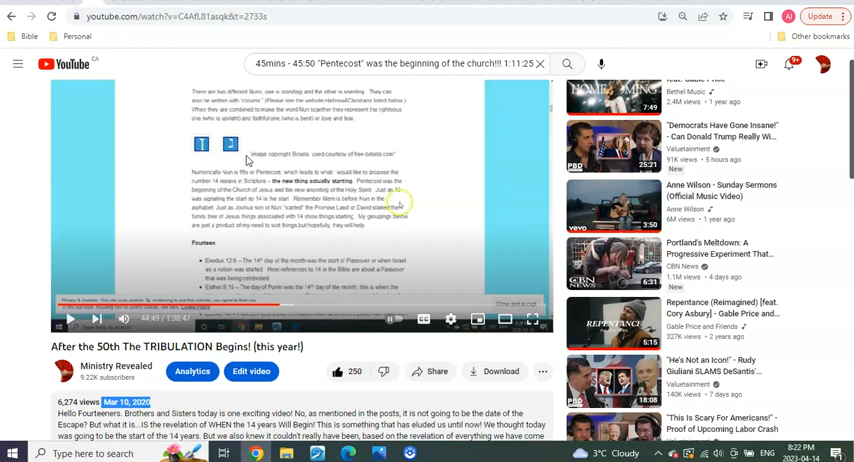 youtube.com/watch?v=C4AfL81asqk&t=2733s
Update
Bible
Personal
Other bookmarks
YouTube CA
45mins - 45:50 "Pentecost" was the beginning of the church!!! 1:11:25
9+
There are two different Nuns, one is standing and the other is kneeling. They can
also be written with "crowns." (Please see the website Hebrew4Christians listed below.)
When they are combined to make the word Nun together they represent the righteous
one (who is upright) and faithful one (who is bent) or love and fear.
"image copyright Bisela, used courtesy of free-bitsela.com"
Numerically Nun is fifty or Pentecost, which leads to what I would like to propose the
number 14 means in Scripture – the new thing actually starting. Pentecost was the
beginning of the Church of Jesus and the new anointing of the Holy Spirit. Just as 13
was signaling the start so 14 is the start. Remember Mem is before Nun in the
alphabet. Just as Joshua son of Nun "started" the Promise Land or David started the
family tree of Jesus things associated with 14 show things starting. My groupings below
are just a product of my need to sort things but hopefully, they will help.
Fourteen
Exodus 12:6 – The 14th day of the month was the start of Passover or when Israel
as a nation was started. Most references to 14 in the Bible are about a Passover
that was being celebrated.
Esther 9:15 – The day of Purim was the 14th day of the month; this is when the
Close and accept
44:49 / 1:38:47
After the 50th The TRIBULATION Begins! (this year!)
Ministry Revealed
9.22K subscribers
Analytics
Edit video
250
Share
Download
6,274 views Mar 10, 2020
Hello Fourteeners. Brothers and Sisters today is one exciting video! No, as mentioned in the posts, it is not going to be the date of the
Escape? But what it is...IS the revelation of WHEN the 14 years Will Begin! This is something that has eluded us until now! We thought today
was going to be the start of the 14 years. But we also knew it couldn't really have been, based on the revelation of everything we have come
HOMECOMING
7:49
Bethel Music
2.4M views • 1 year ago
25:21
"Democrats Have Gone Insane!"
- Can Donald Trump Really Wi...
Valuetainment
91K views • 5 hours ago
New
vevo
3:50
Anne Wilson - Sunday Sermons
(Official Music Video)
Anne Wilson
6M views • 1 year ago
CBN NEWS
6:31
Portland's Meltdown: A
Progressive Experiment That...
CBN News
1.1M views • 4 days ago
New
REPENTANCE
5:15
Repentance (Reimagined) [feat.
Cory Asbury] - Gable Price and...
Gable Price and Friends
327K views • 2 years ago
18:08
"He's Not an Icon!" - Rudy
Giuliani SLAMS DeSantis'...
Valuetainment
140K views • 7 days ago
"This Is Scary For Americans!" -
Proof of Upcoming Labor Crash
Valuetainment
Type here to search
3°C Cloudy
ENG
8:22 PM
2023-04-14